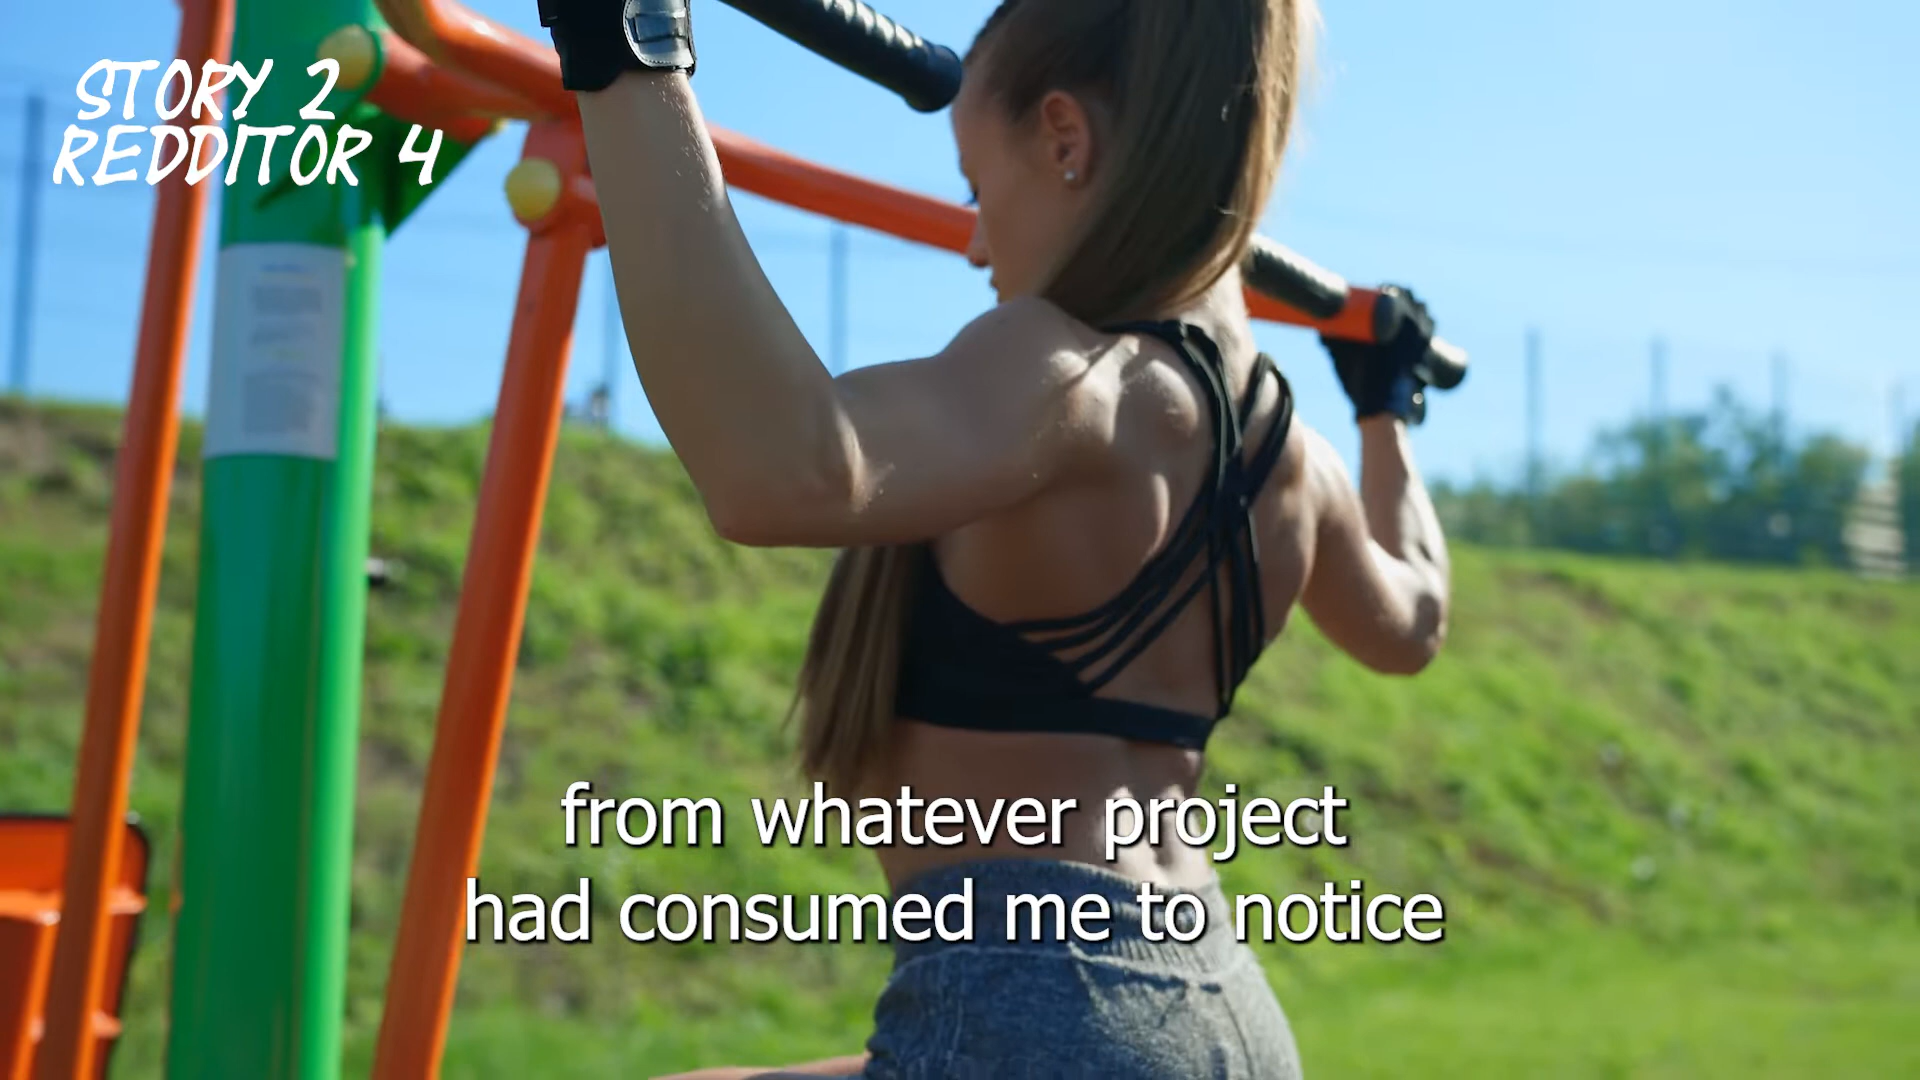 STORY 2
REDDITOR 4
from whatever project
had consumed me to notice